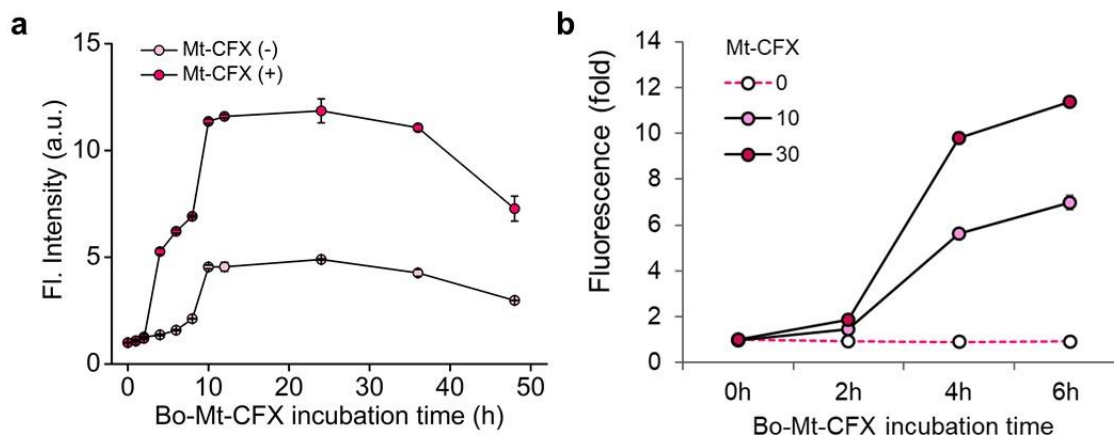 a
15
10
5
0
Fl. Intensity (a.u.)
Mt-CFX (-)
Mt-CFX (+)
0 10 20 30 40 50
Bo-Mt-CFX incubation time (h)
b
14
12
10
8
6
4
2
0
Fluorescence (fold)
Mt-CFX
0
10
30
0h 2h 4h 6h
Bo-Mt-CFX incubation time